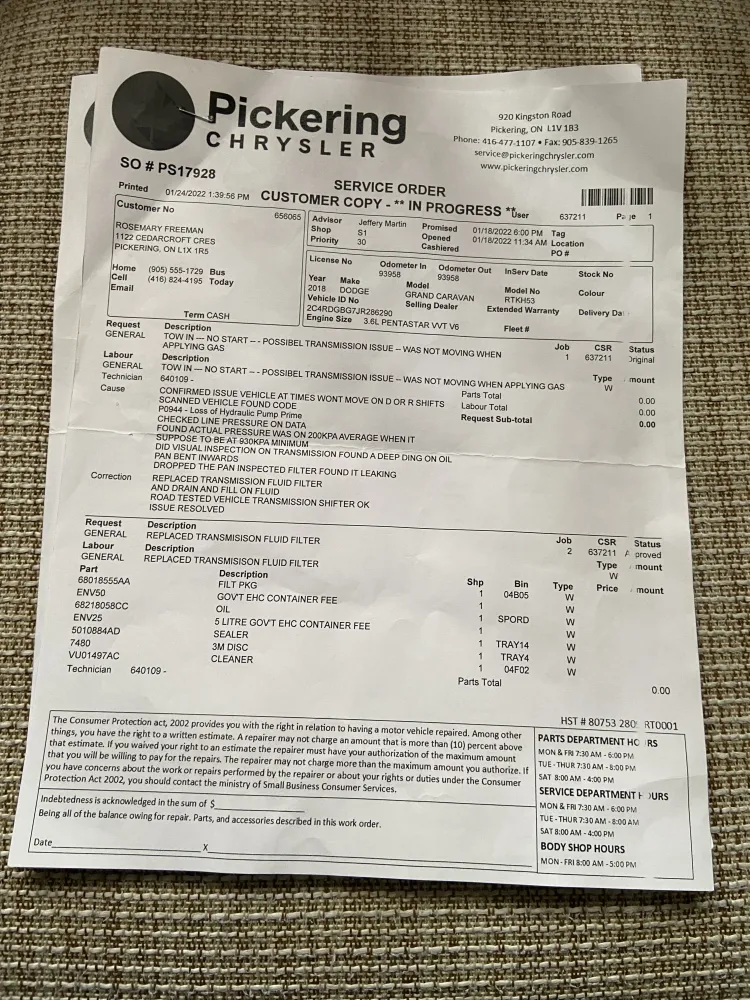 Pickering
CHRYSLER
920 Kingston Road
Pickering, ON L1V 1B3
Phone: 416-477-1107 • Fax: 905-839-1265
service@pickeringchrysler.com
www.pickeringchrysler.com
SO # PS17928
SERVICE ORDER
Printed 01/24/2022 1:39:56 PM CUSTOMER COPY - ** IN PROGRESS ** User 637211 Page 1
Customer No 656065
ROSEMARY FREEMAN
1122 CEDARCROFT CRES
PICKERING, ON L1X 1R5
Home (905) 555-1729 Bus
Cell (416) 824-4195 Today
Email
Term CASH
Advisor Jeffery Martin Promised 01/18/2022 6:00 PM Tag
Shop S1 Opened 01/18/2022 11:34 AM Location
Priority 30 Cashiered PO #
License No Odometer In Odometer Out InServ Date Stock No
93958 93958
Year Make Model Model No Colour
2018 DODGE GRAND CARAVAN RTKH53
Vehicle ID No Selling Dealer Extended Warranty Delivery Da
2C4RDGBG7JR286290
Engine Size 3.6L PENTASTAR VVT V6 Fleet #
Request Description Job CSR Status
GENERAL TOW IN --- NO START -- - POSSIBEL TRANSMISSION ISSUE -- WAS NOT MOVING WHEN 1 637211 Original
APPLYING GAS
Labour Description Type mount
GENERAL TOW IN --- NO START -- - POSSIBEL TRANSMISSION ISSUE -- WAS NOT MOVING WHEN APPLYING GAS W
Technician 640109 - Parts Total 0.00
Cause CONFIRMED ISSUE VEHICLE AT TIMES WONT MOVE ON D OR R SHIFTS Labour Total 0.00
SCANNED VEHICLE FOUND CODE Request Sub-total 0.00
P0944 - Loss of Hydraulic Pump Prime
CHECKED LINE PRESSURE ON DATA
FOUND ACTUAL PRESSURE WAS ON 200KPA AVERAGE WHEN IT
SUPPOSE TO BE AT 930KPA MINIMUM
DID VISUAL INSPECTION ON TRANSMISSION FOUND A DEEP DING ON OIL
PAN BENT INWARDS
DROPPED THE PAN INSPECTED FILTER FOUND IT LEAKING
Correction REPLACED TRANSMISSION FLUID FILTER
AND DRAIN AND FILL ON FLUID
ROAD TESTED VEHICLE TRANSMISSION SHIFTER OK
ISSUE RESOLVED
Request Description Job CSR Status
GENERAL REPLACED TRANSMISISON FLUID FILTER 2 637211 A proved
Labour Description Type mount
GENERAL REPLACED TRANSMISISON FLUID FILTER W
Part Description Shp Bin Type Price mount
68018555AA FILT PKG 1 04B05 W
ENV50 GOV'T EHC CONTAINER FEE 1 W
68218058CC OIL 1 SPORD W
ENV25 5 LITRE GOV'T EHC CONTAINER FEE 1 W
5010884AD SEALER 1 TRAY14 W
7480 3M DISC 1 TRAY4 W
VU01497AC CLEANER 1 04F02 W
Technician 640109 - Parts Total 0.00
HST # 80753 280 RT0001
The Consumer Protection act, 2002 provides you with the right in relation to having a motor vehicle repaired. Among other
things, you have the right to a written estimate. A repairer may not charge an amount that is more than (10) percent above
that estimate. If you waived your right to an estimate the repairer must have your authorization of the maximum amount
that you will be willing to pay for the repairs. The repairer may not charge more than the maximum amount you authorize. If
you have concerns about the work or repairs performed by the repairer or about your rights or duties under the Consumer
Protection Act 2002, you should contact the ministry of Small Business Consumer Services.
Indebtedness is acknowledged in the sum of $
Being all of the balance owing for repair. Parts, and accessories described in this work order.
Date X
PARTS DEPARTMENT HO RS
MON & FRI 7:30 AM - 6:00 PM
TUE - THUR 7:30 AM - 8:00 PM
SAT 8:00 AM - 4:00 PM
SERVICE DEPARTMENT H OURS
MON & FRI 7:30 AM - 6:00 PM
TUE - THUR 7:30 AM - 8:00 AM
SAT 8:00 AM - 4:00 PM
BODY SHOP HOURS
MON - FRI 8:00 AM - 5:00 PM